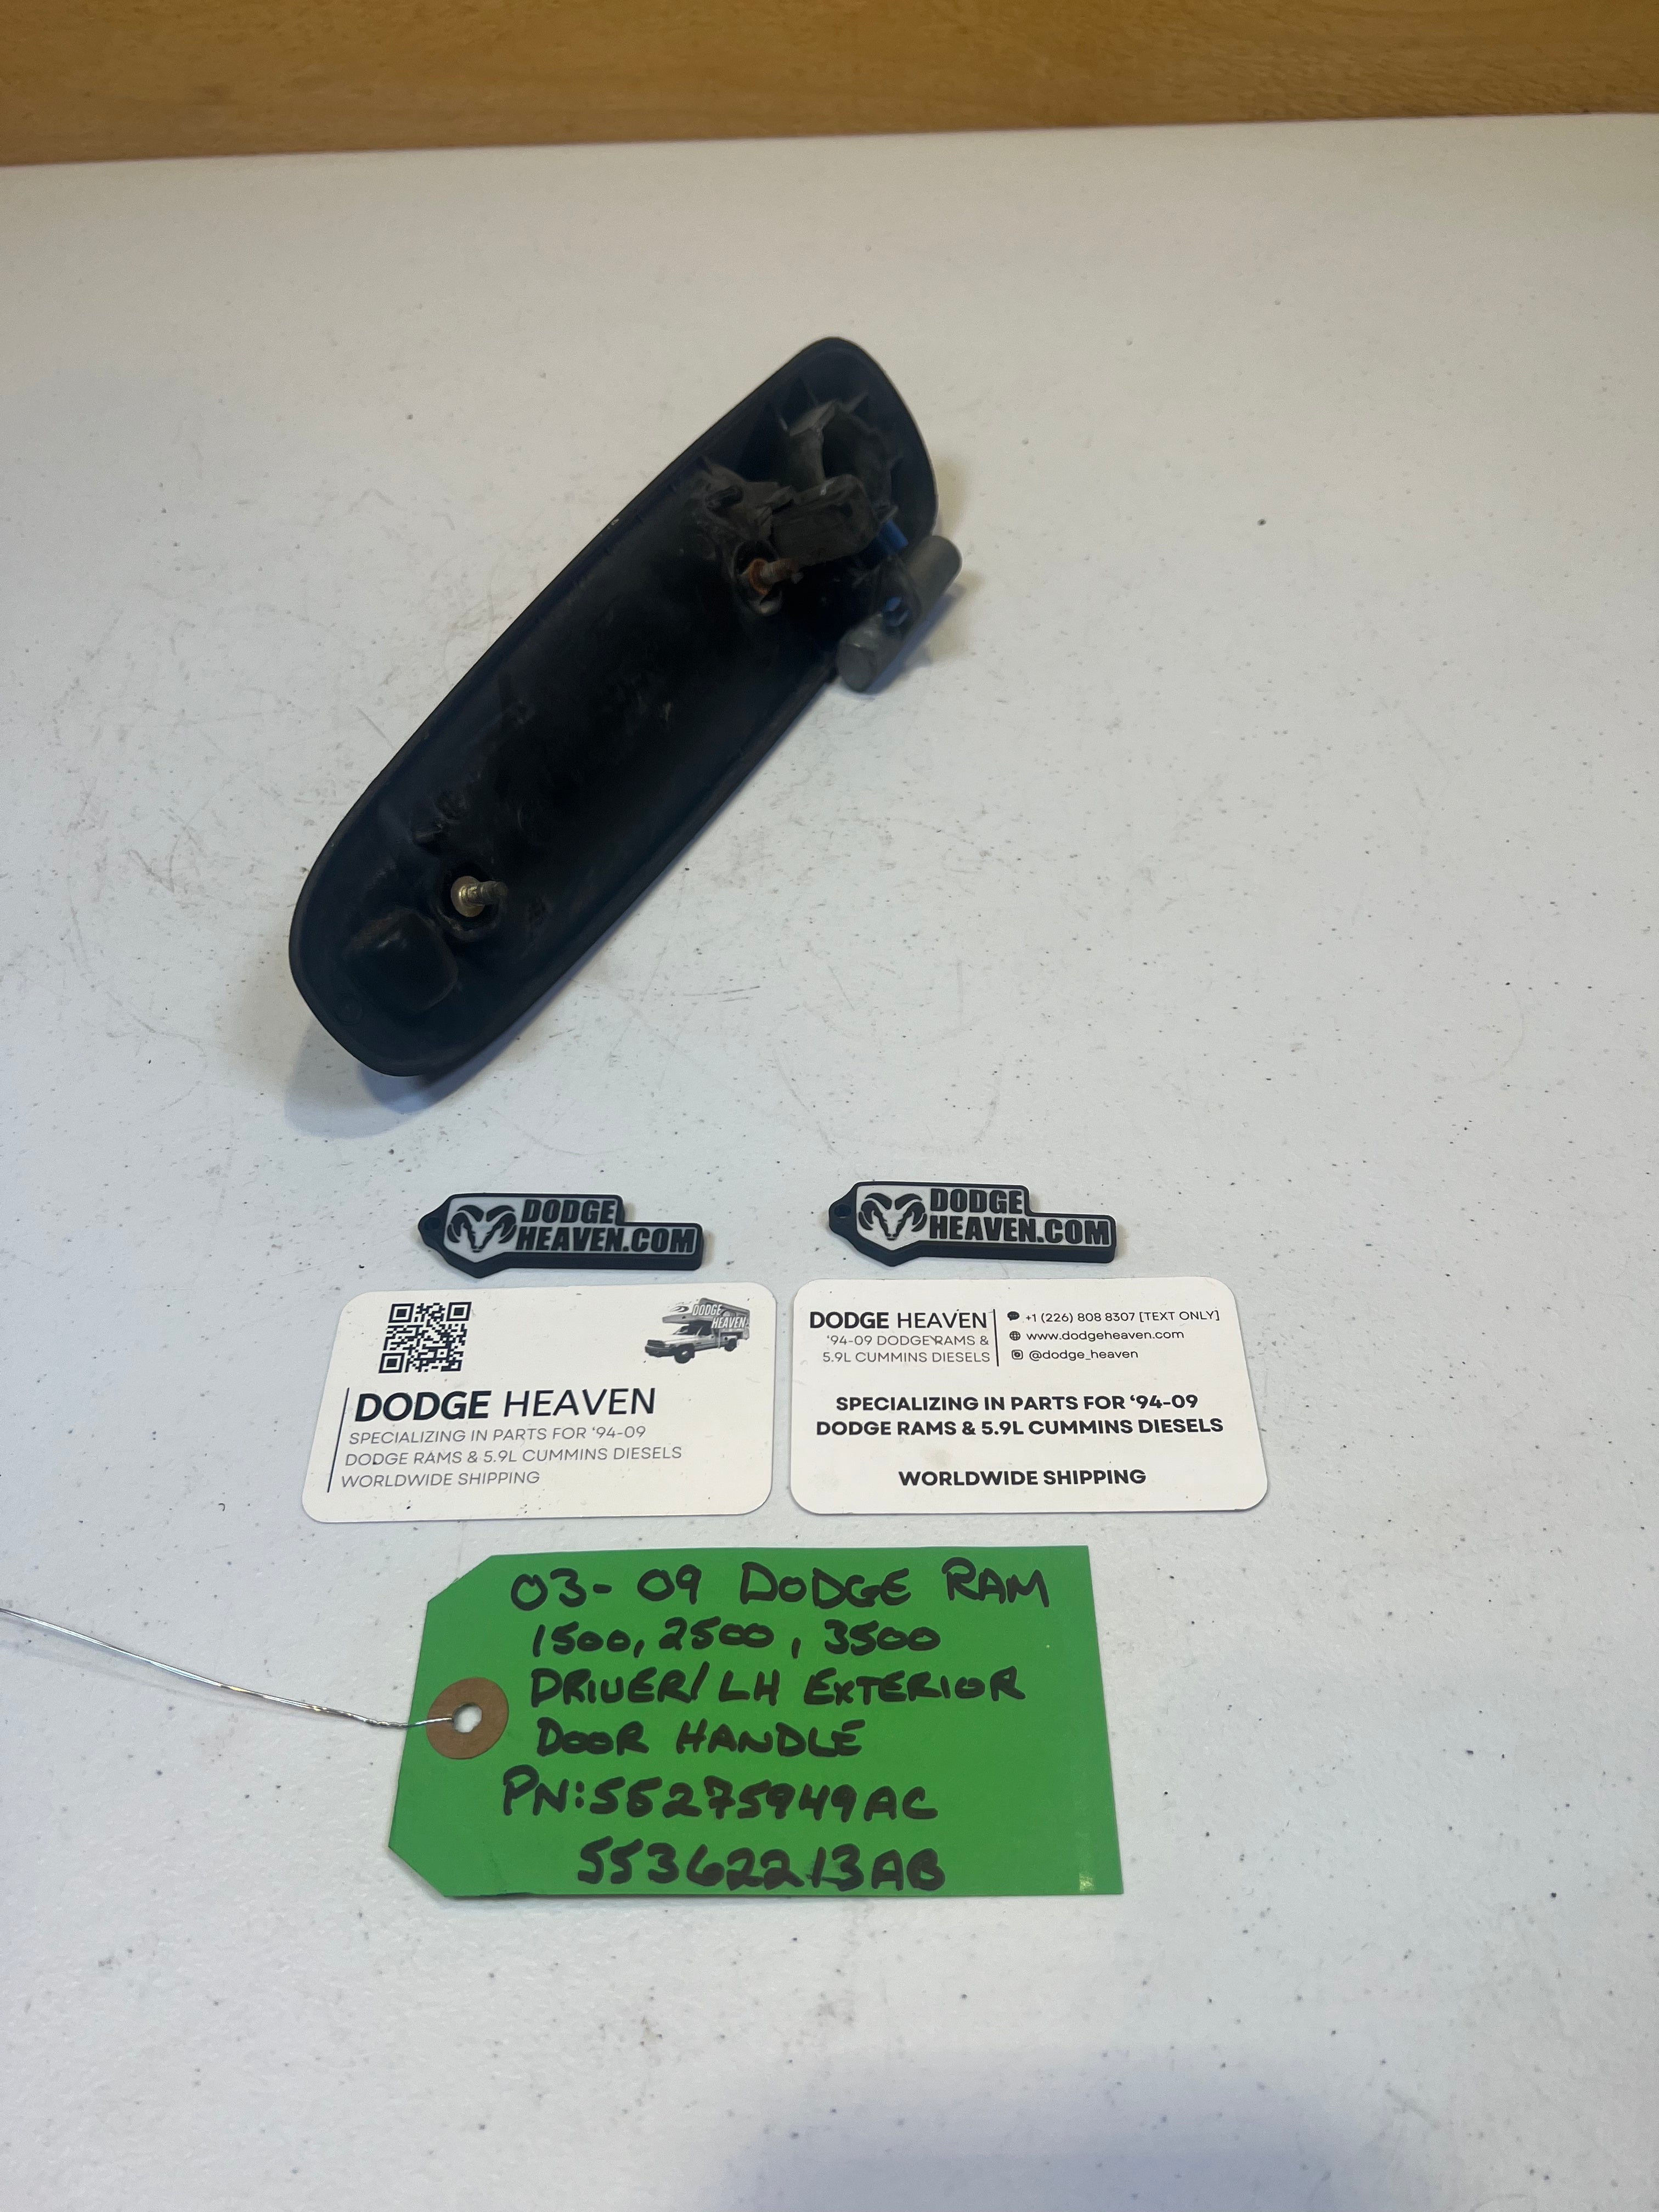 DODGE
HEAVEN.COM
DODGE
HEAVEN.COM
DODGE
HEAVEN
DODGE HEAVEN
SPECIALIZING IN PARTS FOR ‘94-09
DODGE RAMS & 5.9L CUMMINS DIESELS
WORLDWIDE SHIPPING
DODGE HEAVEN
‘94-09 DODGE RAMS &
5.9L CUMMINS DIESELS
+1 (226) 808 8307 [TEXT ONLY]
www.dodgeheaven.com
@dodge_heaven
SPECIALIZING IN PARTS FOR ‘94-09
DODGE RAMS & 5.9L CUMMINS DIESELS
WORLDWIDE SHIPPING
03-09 DODGE RAM
1500, 2500, 3500
DRIVER/LH EXTERIOR
DOOR HANDLE
PN:55275949AC
55362213AB